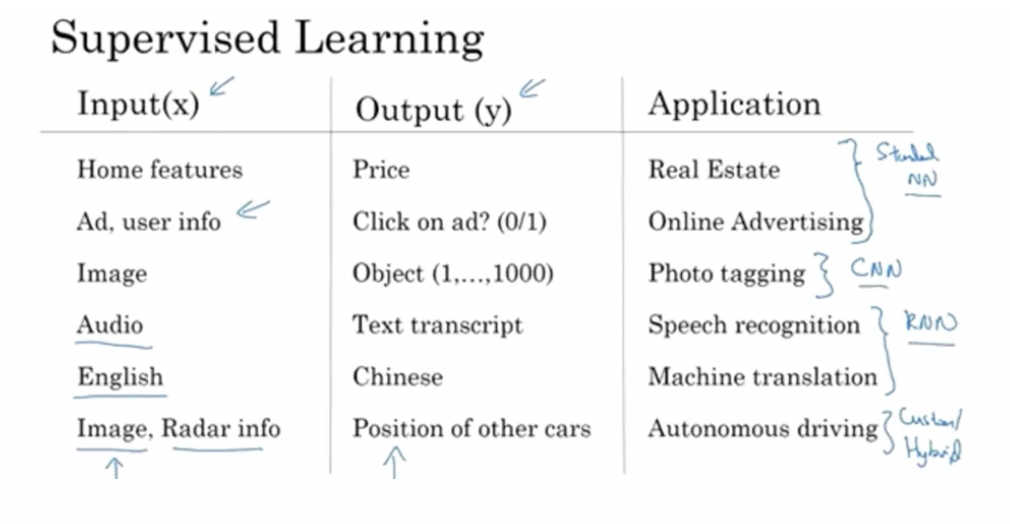 Supervised Learning
Input(x) Output (y) Application
Home features Price Real Estate
Standard NN
Ad, user info Click on ad? (0/1) Online Advertising
Image Object (1,...,1000) Photo tagging CNN
Audio Text transcript Speech recognition RNN
English Chinese Machine translation
Image, Radar info Position of other cars Autonomous driving Custom/
Hybrid